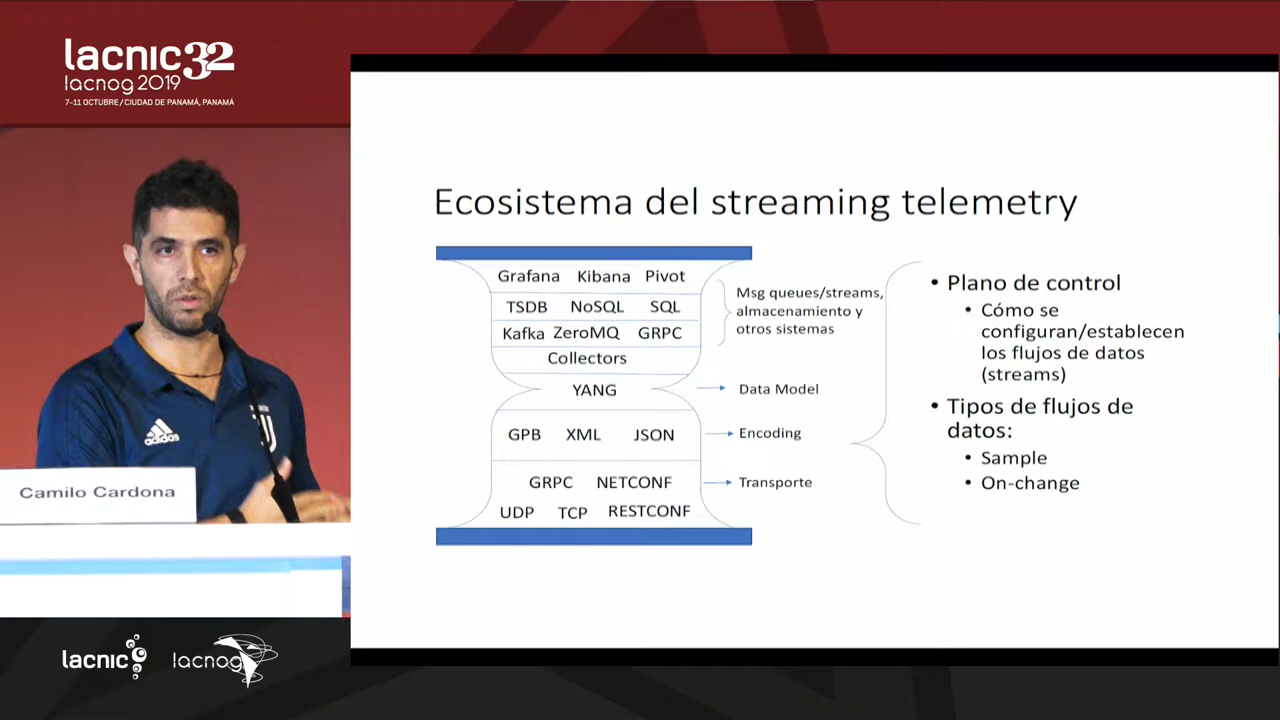 lacnic 32
lacnog 2019
7-11 OCTUBRE / CIUDAD DE PANAMÁ, PANAMÁ
adidas
JUVENTUS
Camilo Cardona
lacnic
lacnog
Ecosistema del streaming telemetry
Grafana Kibana Pivot
TSDB NoSQL SQL
Kafka ZeroMQ GRPC
Collectors
YANG
GPB XML JSON
GRPC NETCONF
UDP TCP RESTCONF
Msg queues/streams,
almacenamiento y
otros sistemas
Data Model
Encoding
Transporte
• Plano de control
• Cómo se
configuran/establecen
los flujos de datos
(streams)
• Tipos de flujos de
datos:
• Sample
• On-change